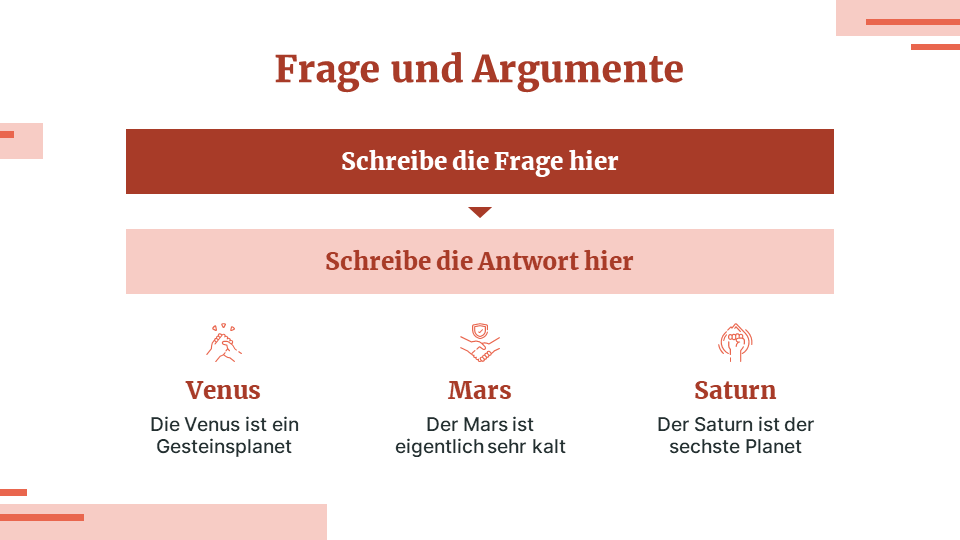 Frage und Argumente
Schreibe die Frage hier
Schreibe die Antwort hier
Venus
Die Venus ist ein
Gesteinsplanet
Mars
Der Mars ist
eigentlich sehr kalt
Saturn
Der Saturn ist der
sechste Planet